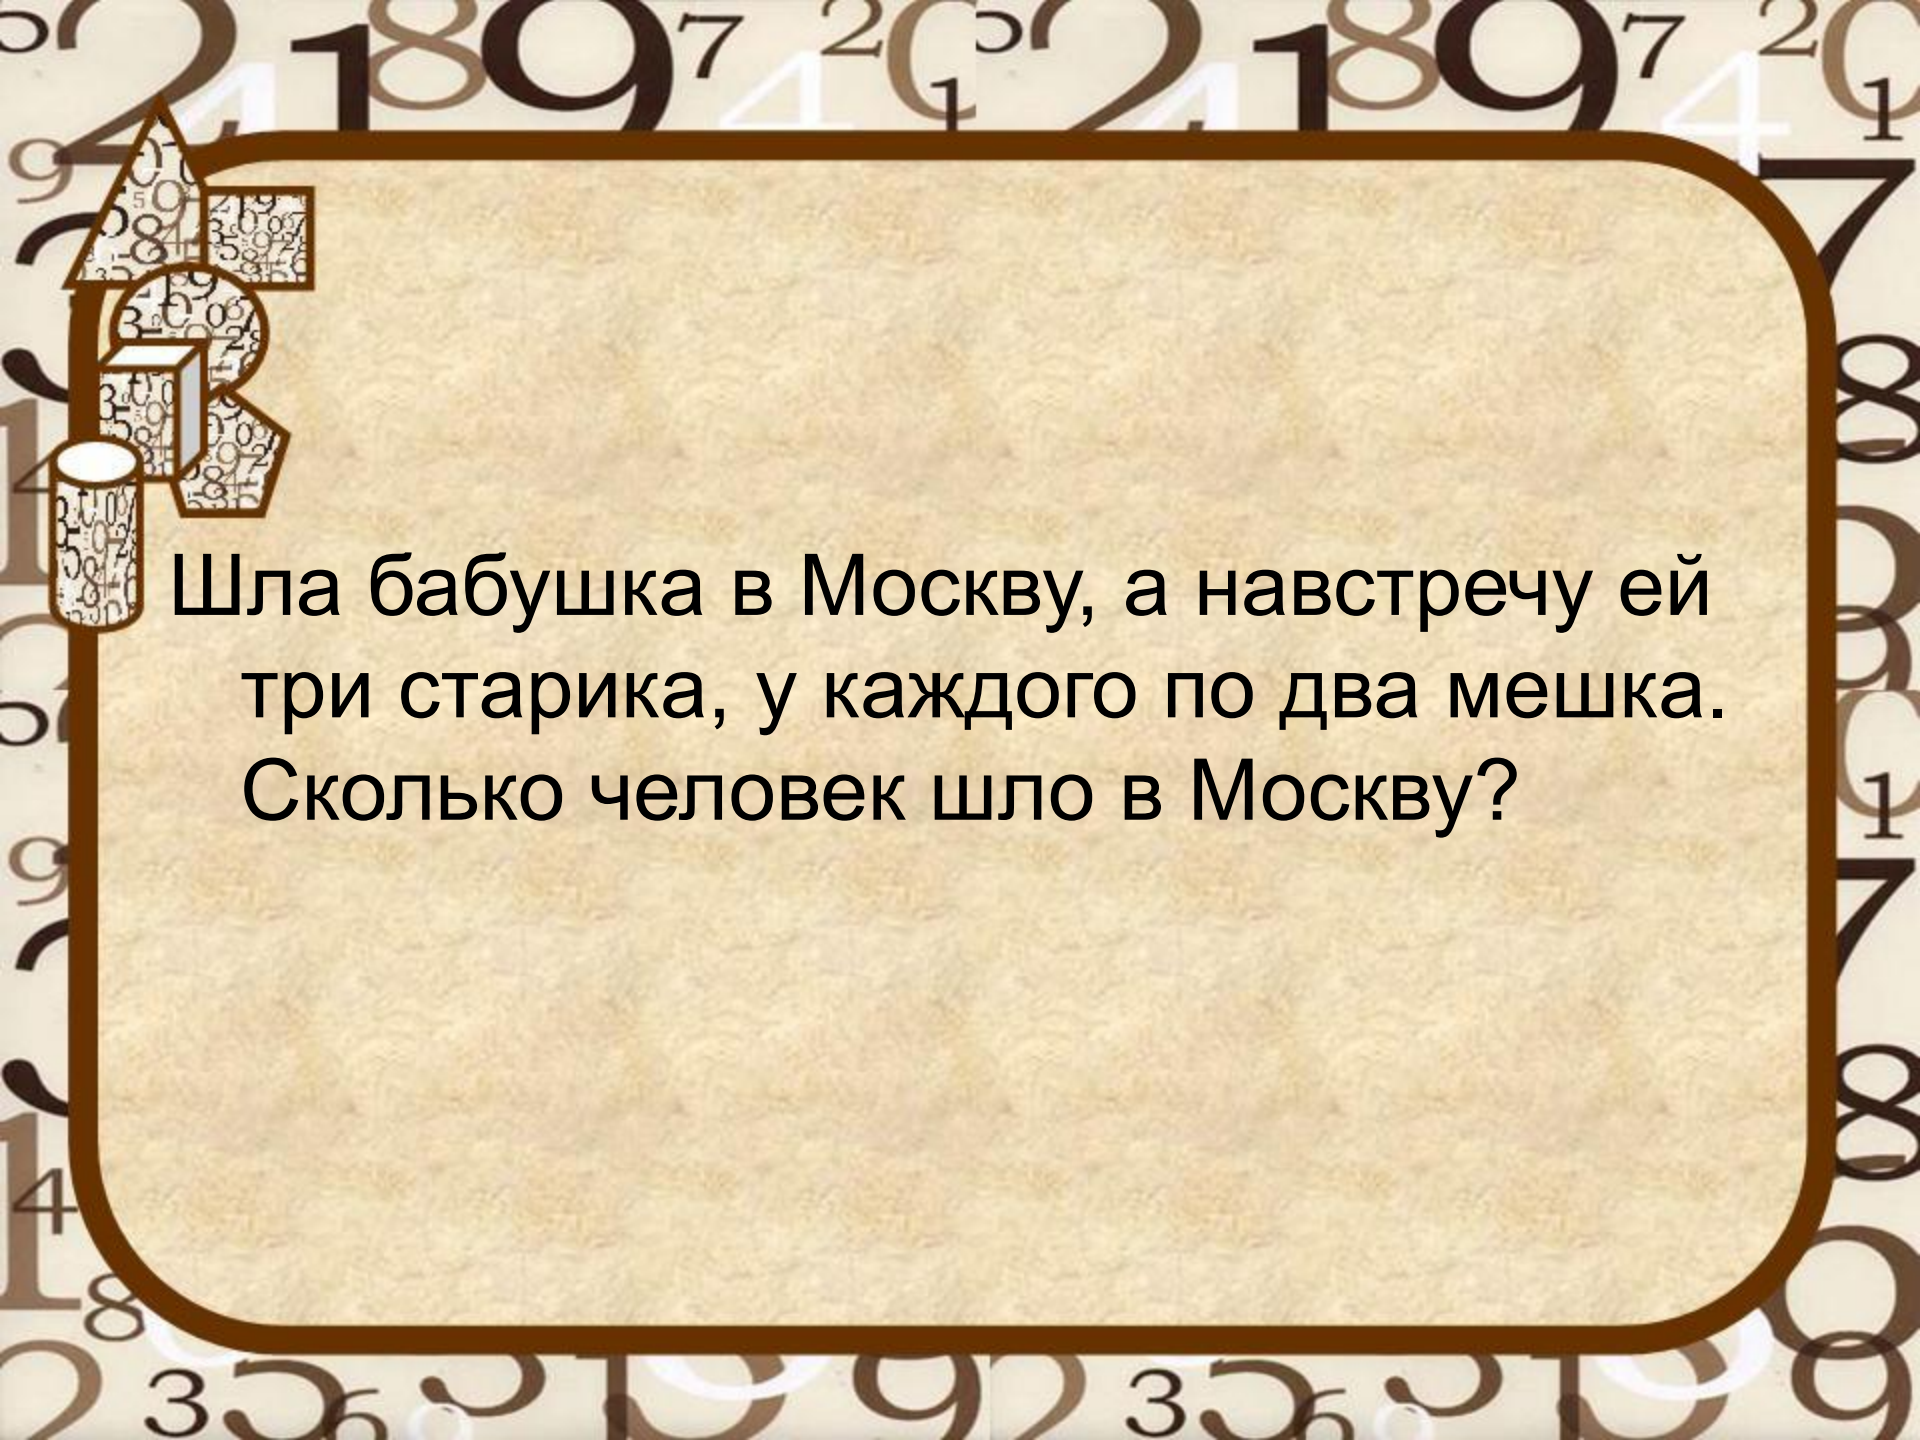 Шла бабушка в Москву, а навстречу ей
три старика, у каждого по два мешка.
Сколько человек шло в Москву?